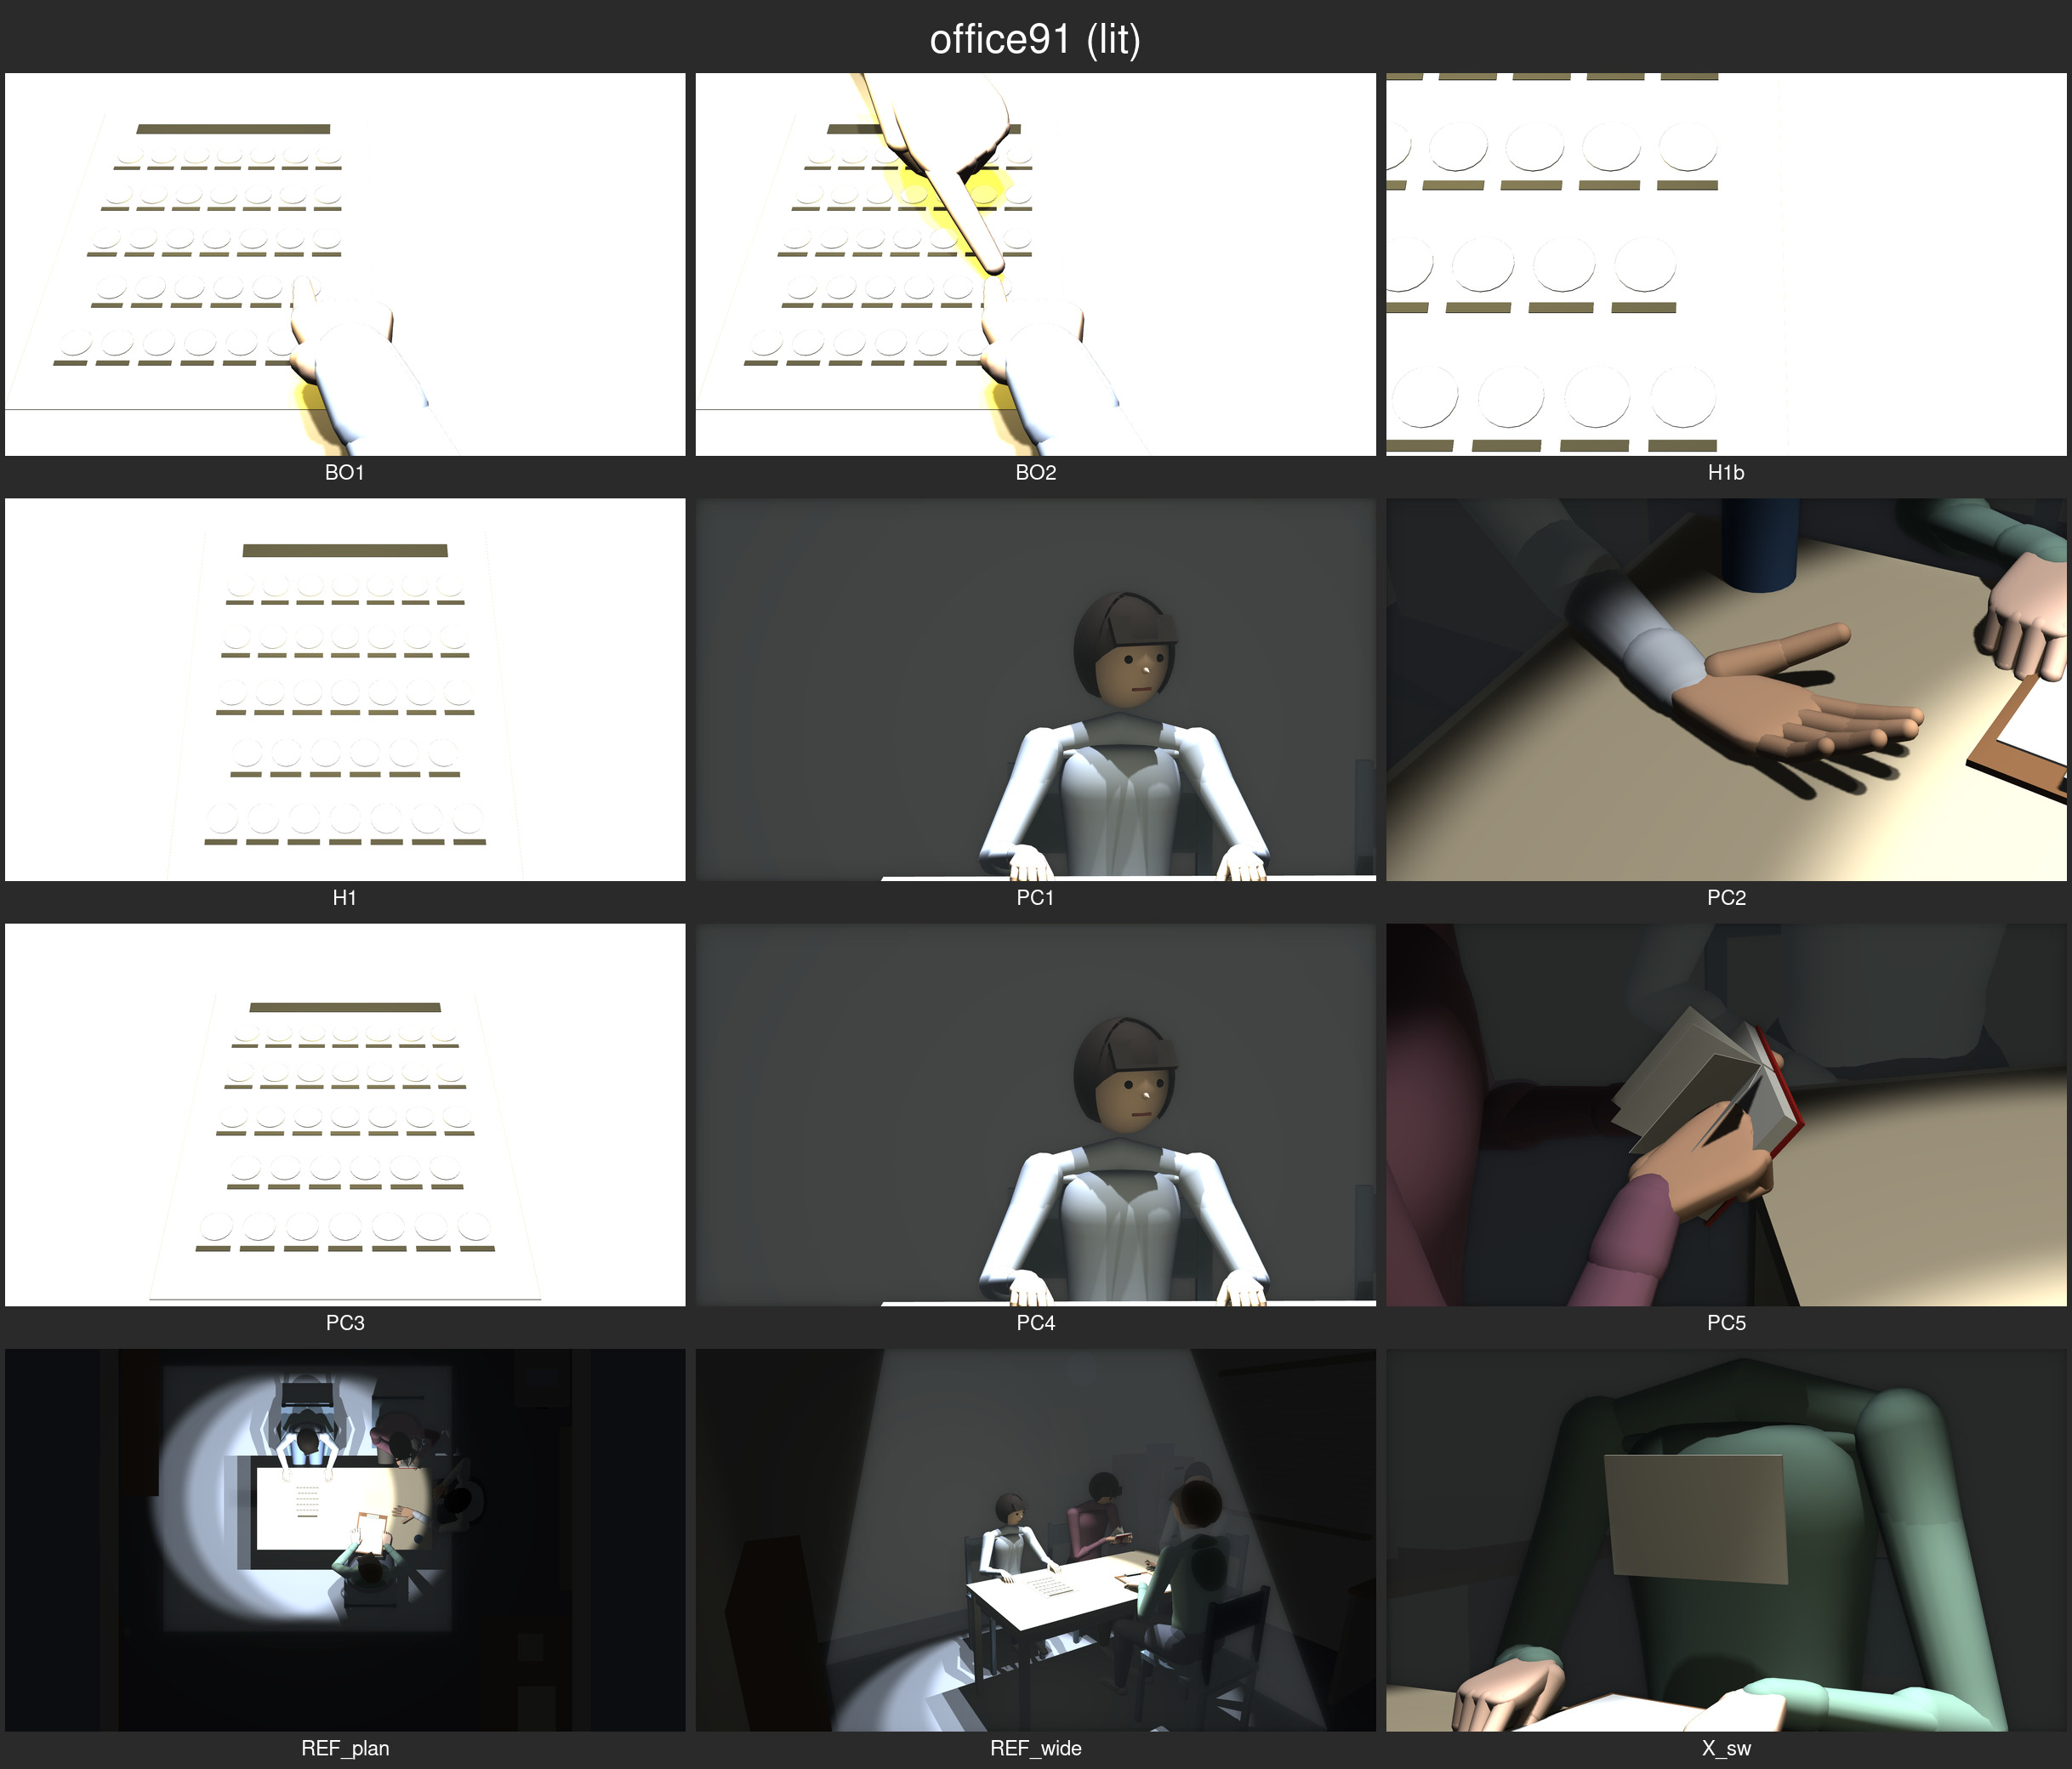 office91 (lit)
BO1
BO2
H1b
H1
PC1
PC2
PC3
PC4
PC5
REF_plan
REF_wide
X_sw